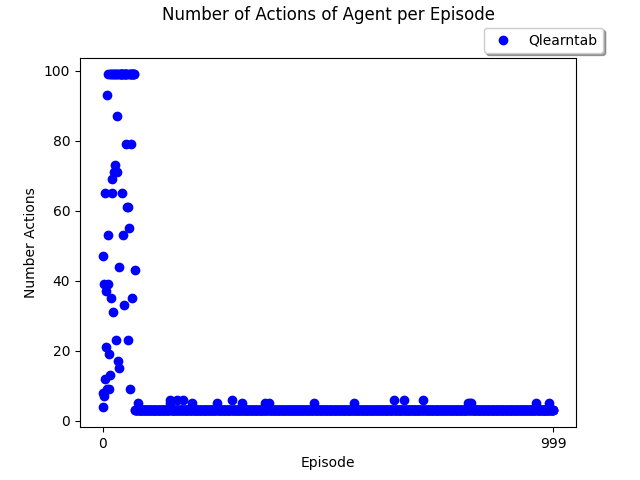 Number of Actions of Agent per Episode
Qlearntab
100
80
60
40
20
0
Number Actions
0 999
Episode